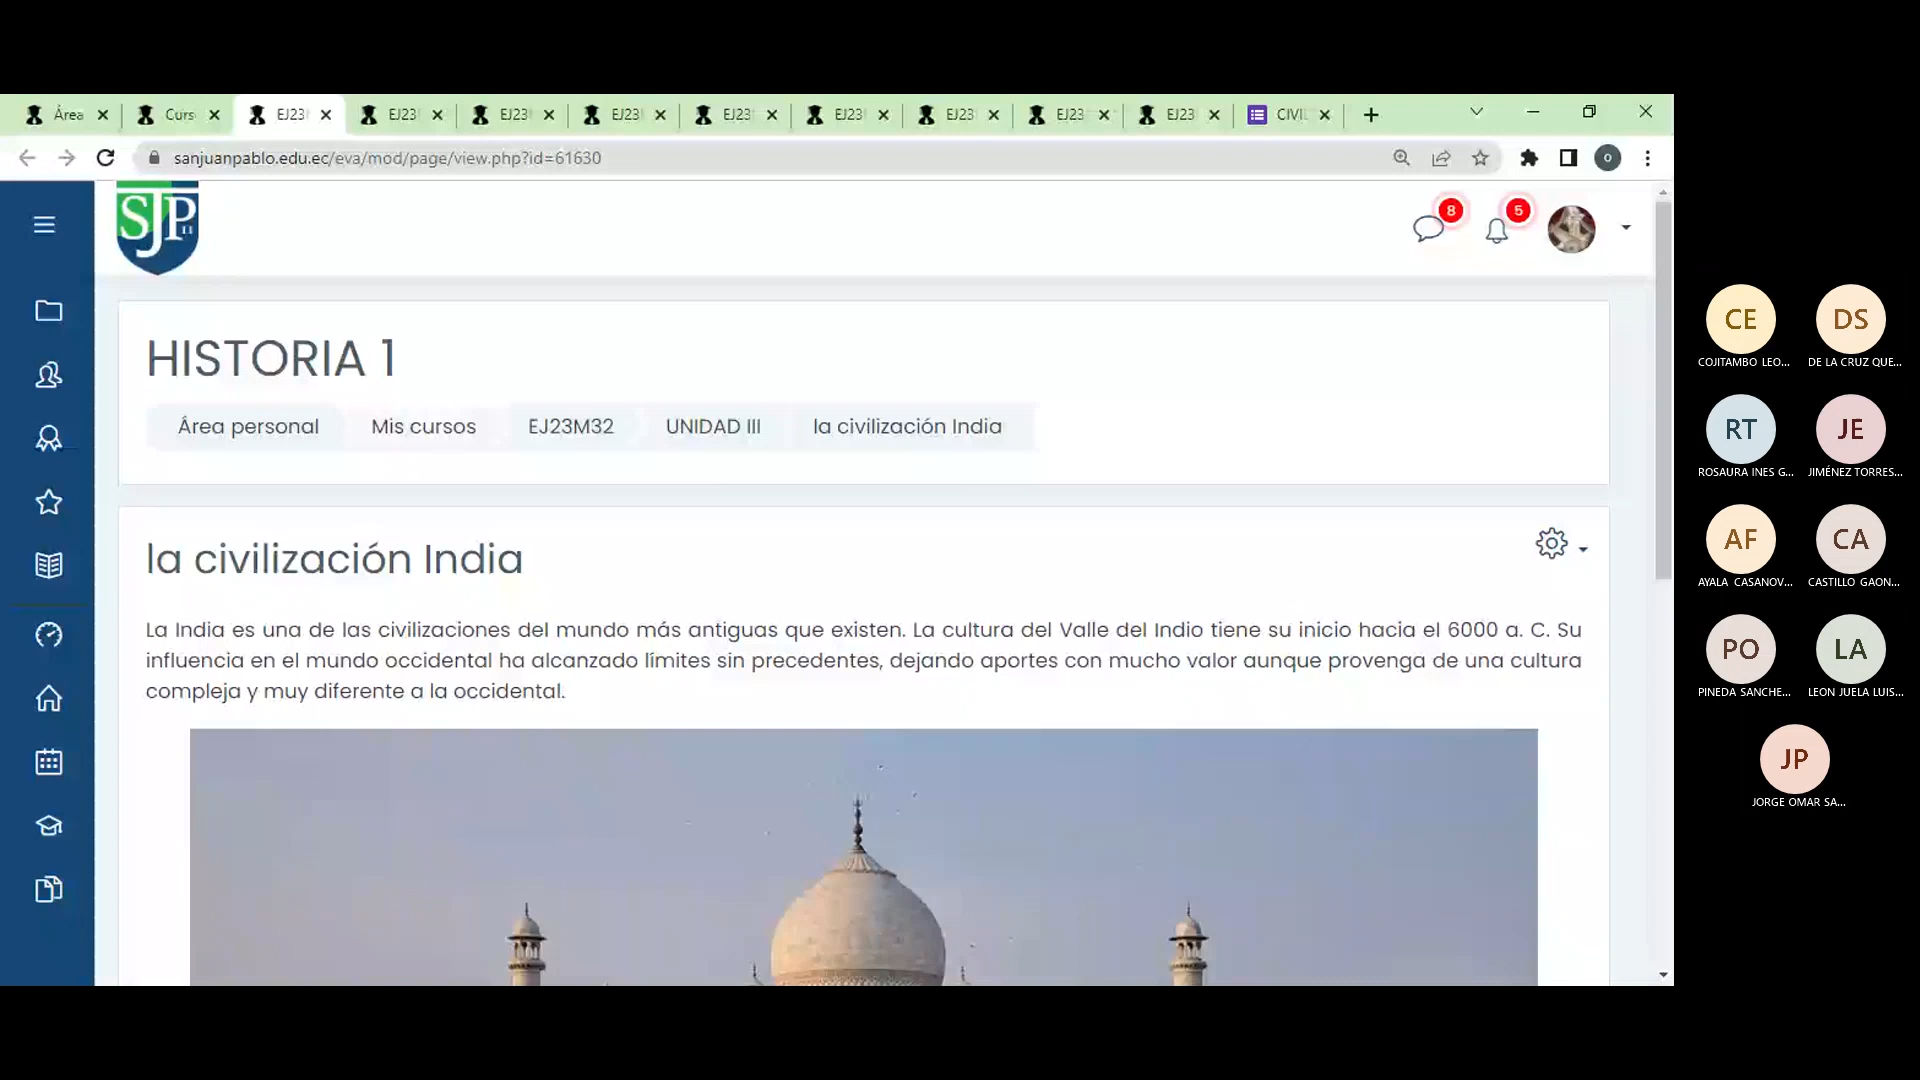 Área
Curs
EJ23
EJ23
EJ23
EJ23
EJ23
EJ23
EJ23
EJ23
EJ23
CIVIL
sanjuanpablo.edu.ec/eva/mod/page/view.php?id=61630
O
SJP II
8
5
HISTORIA 1
Área personal
Mis cursos
EJ23M32
UNIDAD III
la civilización India
la civilización India
La India es una de las civilizaciones del mundo más antiguas que existen. La cultura del Valle del Indio tiene su inicio hacia el 6000 a. C. Su
influencia en el mundo occidental ha alcanzado límites sin precedentes, dejando aportes con mucho valor aunque provenga de una cultura
compleja y muy diferente a la occidental.
CE
DS
COJITAMBO LEO...
DE LA CRUZ QUE...
RT
JE
ROSAURA INES G...
JIMÉNEZ TORRES...
AF
CA
AYALA CASANOV...
CASTILLO GAON...
PO
LA
PINEDA SANCHE...
LEON JUELA LUIS...
JP
JORGE OMAR SA...